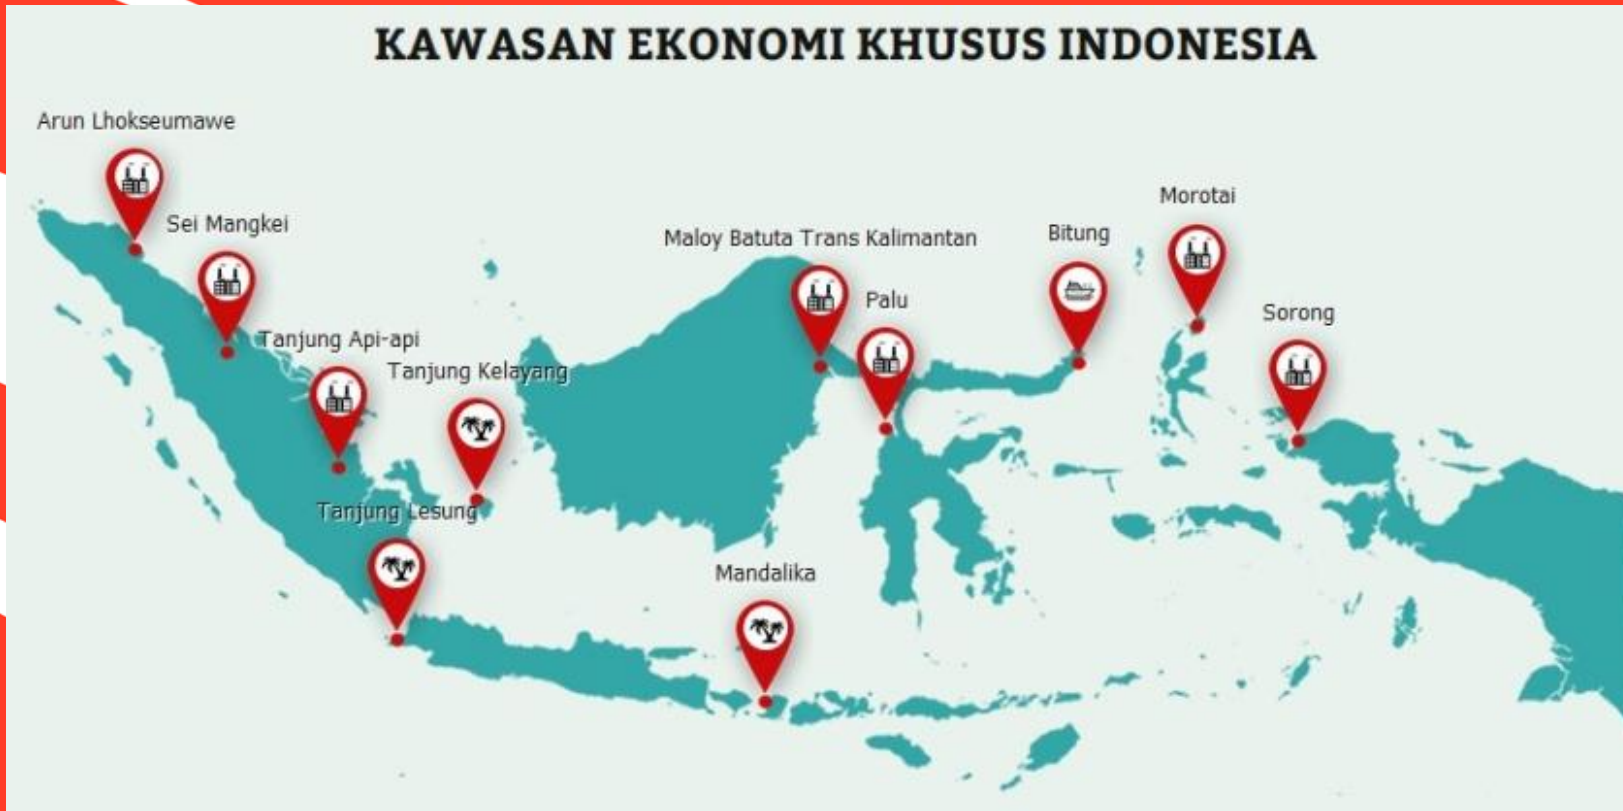 KAWASAN EKONOMI KHUSUS INDONESIA
Arun Lhokseumawe
Sei Mangkei
Tanjung Api-api
Tanjung Kelayang
Tanjung Lesung
Maloy Batuta Trans Kalimantan
Palu
Bitung
Morotai
Sorong
Mandalika